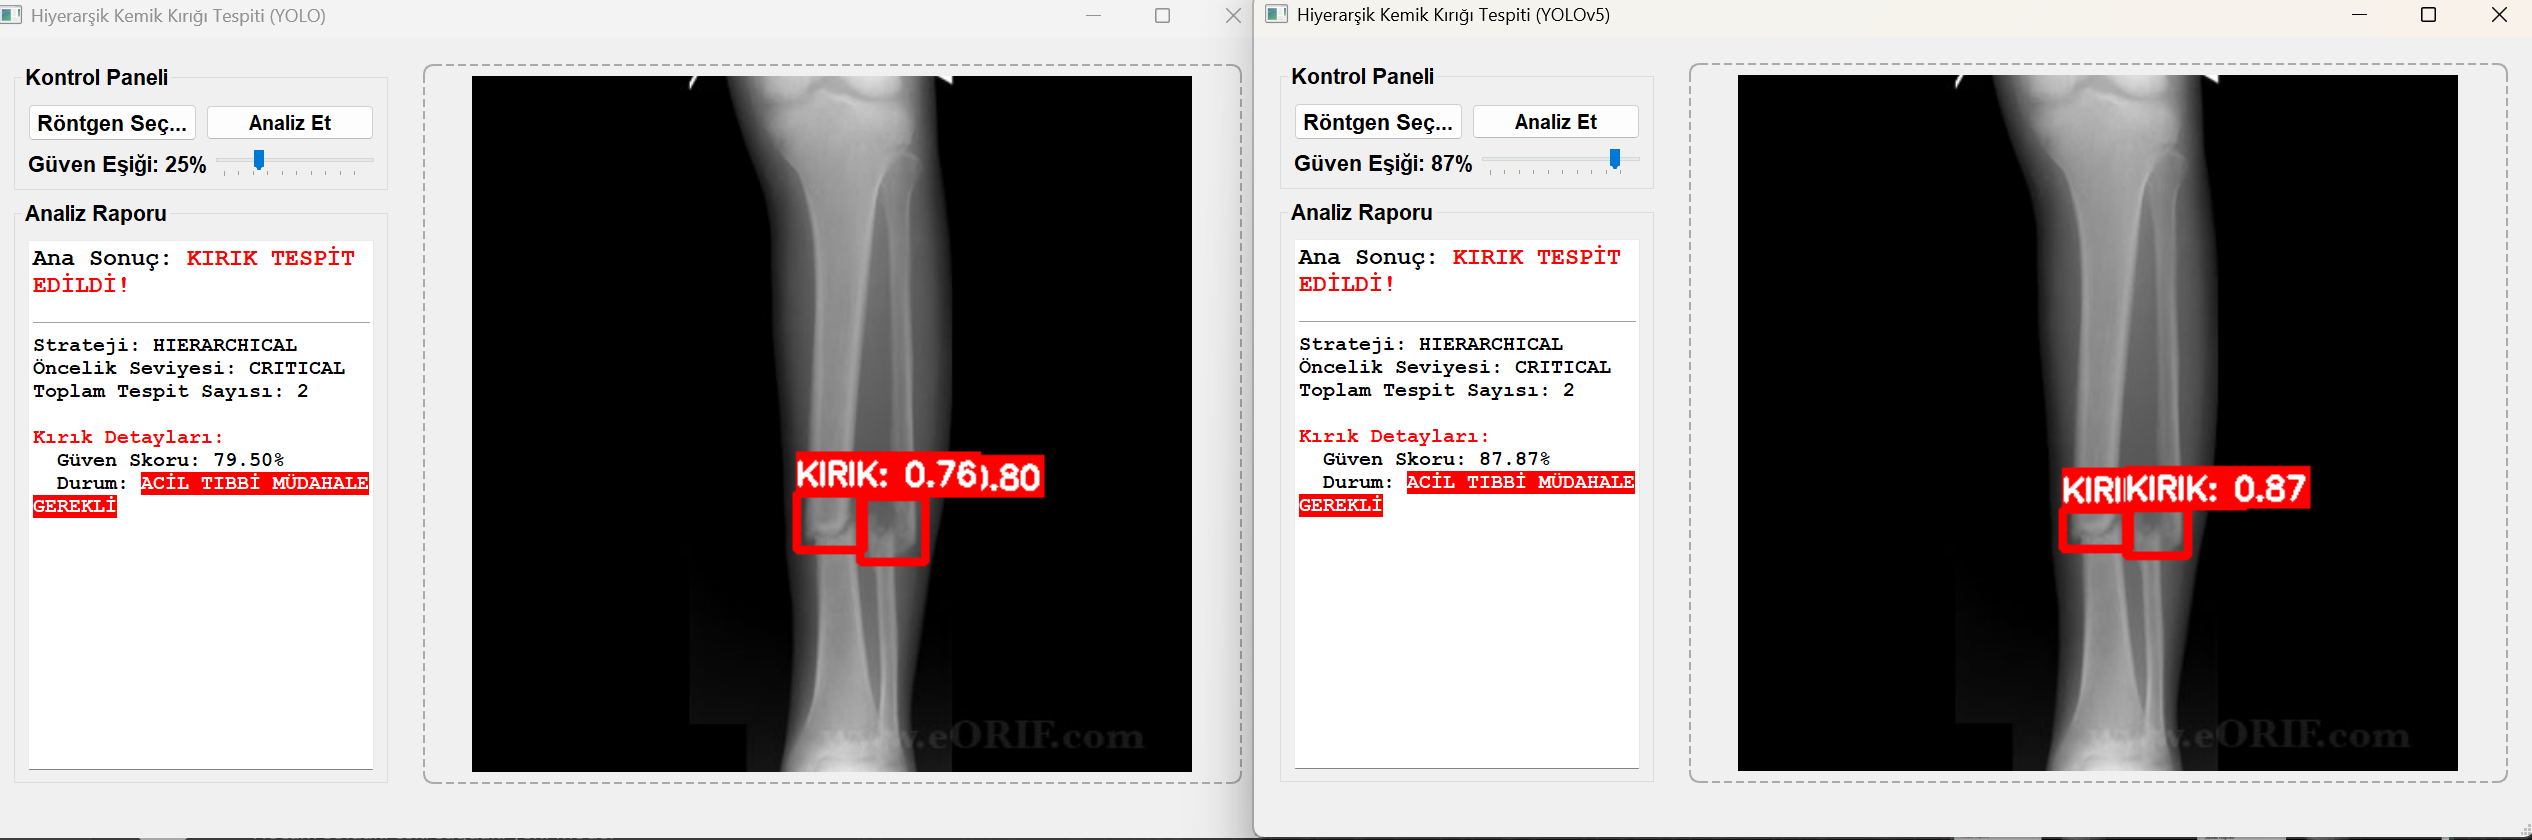 Hiyerarşik Kemik Kırığı Tespiti (YOLO)
Kontrol Paneli
Röntgen Seç...
Analiz Et
Güven Eşiği: 25%
Analiz Raporu
Ana Sonuç: KIRIK TESPİT
EDİLDİ!
Strateji: HIERARCHICAL
Öncelik Seviyesi: CRITICAL
Toplam Tespit Sayısı: 2
Kırık Detayları:
Güven Skoru: 79.50%
Durum: ACİL TIBBİ MÜDAHALE
GEREKLİ
KIRIK: 0.76
).80
www.eORIF.com
Hiyerarşik Kemik Kırığı Tespiti (YOLOv5)
Kontrol Paneli
Röntgen Seç...
Analiz Et
Güven Eşiği: 87%
Analiz Raporu
Ana Sonuç: KIRIK TESPİT
EDİLDİ!
Strateji: HIERARCHICAL
Öncelik Seviyesi: CRITICAL
Toplam Tespit Sayısı: 2
Kırık Detayları:
Güven Skoru: 87.87%
Durum: ACİL TIBBİ MÜDAHALE
GEREKLİ
KIRI
KIRIK: 0.87
www.eORIF.com